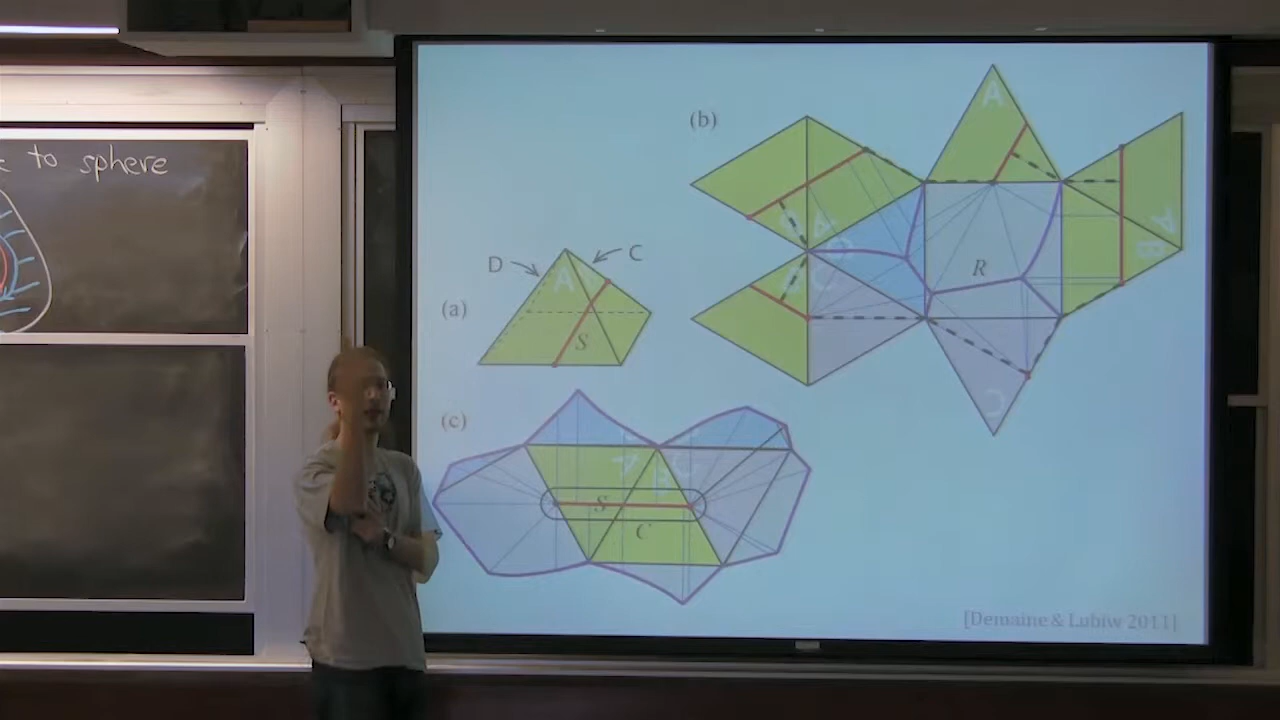 to sphere
(b)
A
D
C
A
(a)
S
R
(c)
S
C
[Demaine & Lubiw 2011]